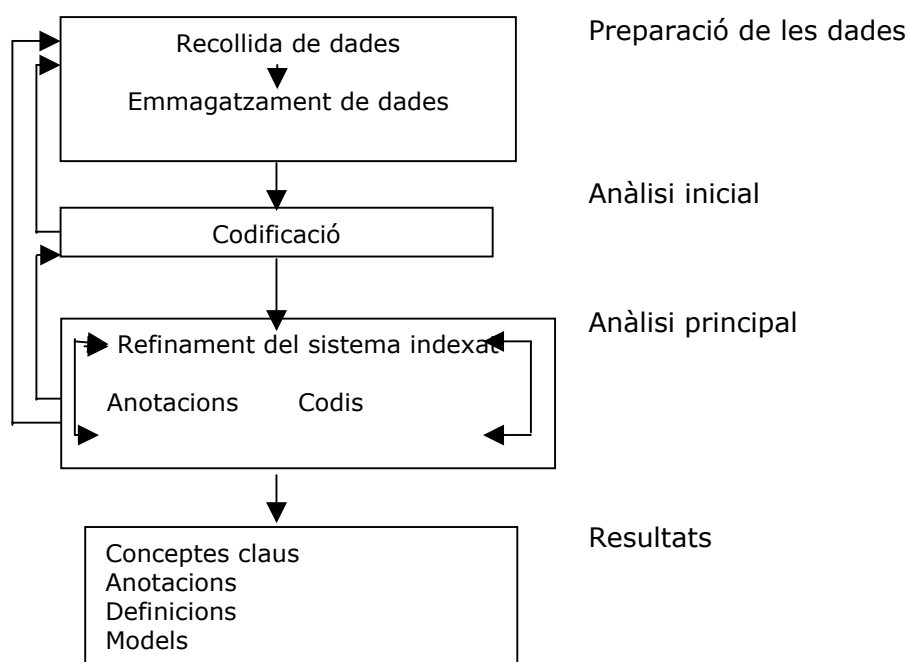 Recollida de dades
Preparació de les dades
Emmagatzament de dades
Anàlisi inicial
Codificació
Anàlisi principal
Refinament del sistema indexat
Anotacions Codis
Resultats
Conceptes claus
Anotacions
Definicions
Models